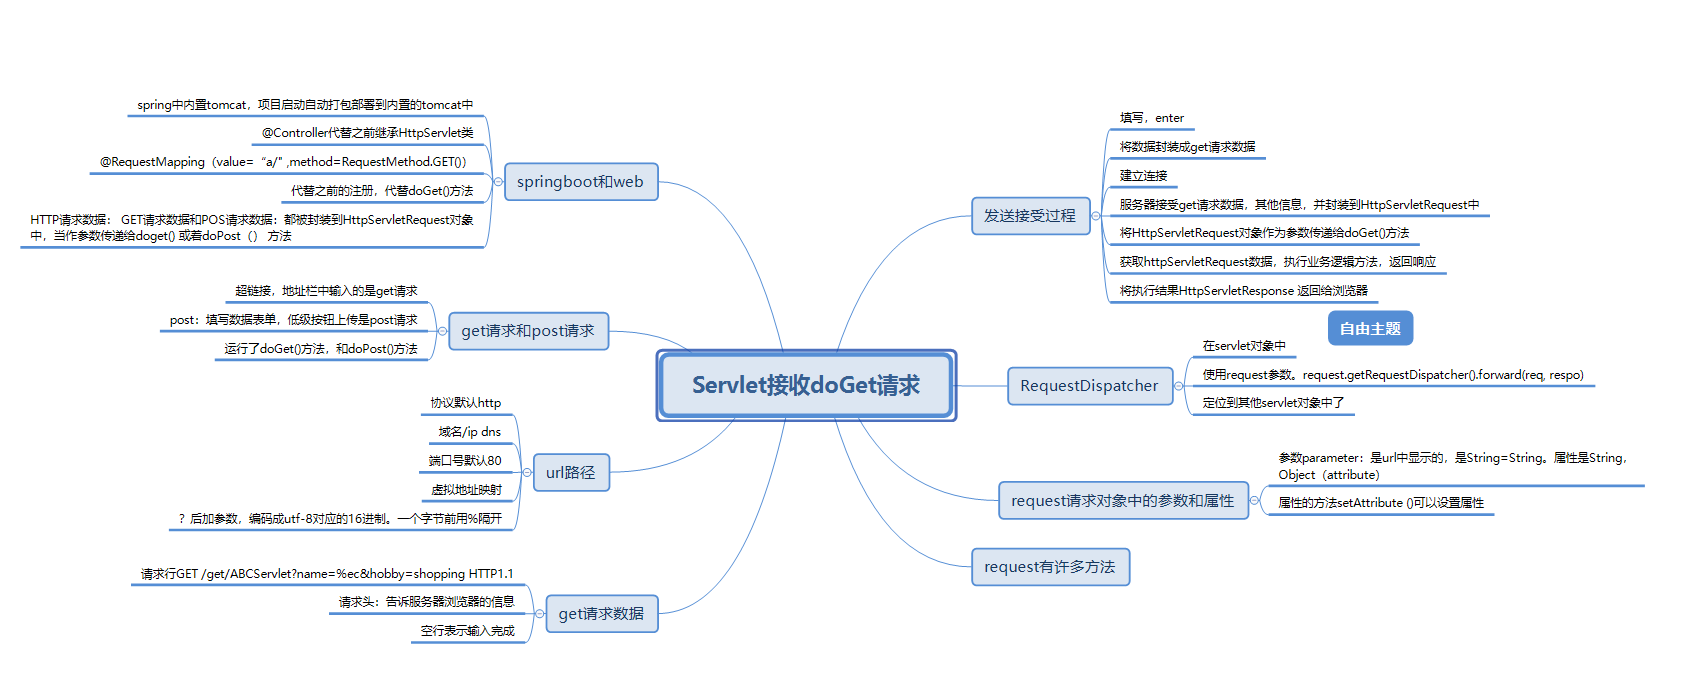 Servlet接收doGet请求
发送接受过程
填写，enter
将数据封装成get请求数据
建立连接
服务器接受get请求数据，其他信息，并封装到HttpServletRequest中
将HttpServletRequest对象作为参数传递给doGet()方法
获取httpServletRequest数据，执行业务逻辑方法，返回响应
将执行结果HttpServletResponse 返回给浏览器
自由主题
RequestDispatcher
在servlet对象中
使用request参数。request.getRequestDispatcher().forward(req, respo)
定位到其他servlet对象中了
request请求对象中的参数和属性
参数parameter：是url中显示的，是String=String。属性是String，
Object（attribute）
属性的方法setAttribute ()可以设置属性
request有许多方法
springboot和web
spring中内置tomcat，项目启动自动打包部署到内置的tomcat中
@Controller代替之前继承HttpServlet类
@RequestMapping（value=“a/" ,method=RequestMethod.GET()）
代替之前的注册，代替doGet()方法
HTTP请求数据： GET请求数据和POS请求数据：都被封装到HttpServletRequest对象
中，当作参数传递给doget() 或着doPost（） 方法
get请求和post请求
超链接，地址栏中输入的是get请求
post：填写数据表单，低级按钮上传是post请求
运行了doGet()方法，和doPost()方法
url路径
协议默认http
域名/ip dns
端口号默认80
虚拟地址映射
？后加参数，编码成utf-8对应的16进制。一个字节前用%隔开
get请求数据
请求行GET /get/ABCServlet?name=%ec&hobby=shopping HTTP1.1
请求头：告诉服务器浏览器的信息
空行表示输入完成